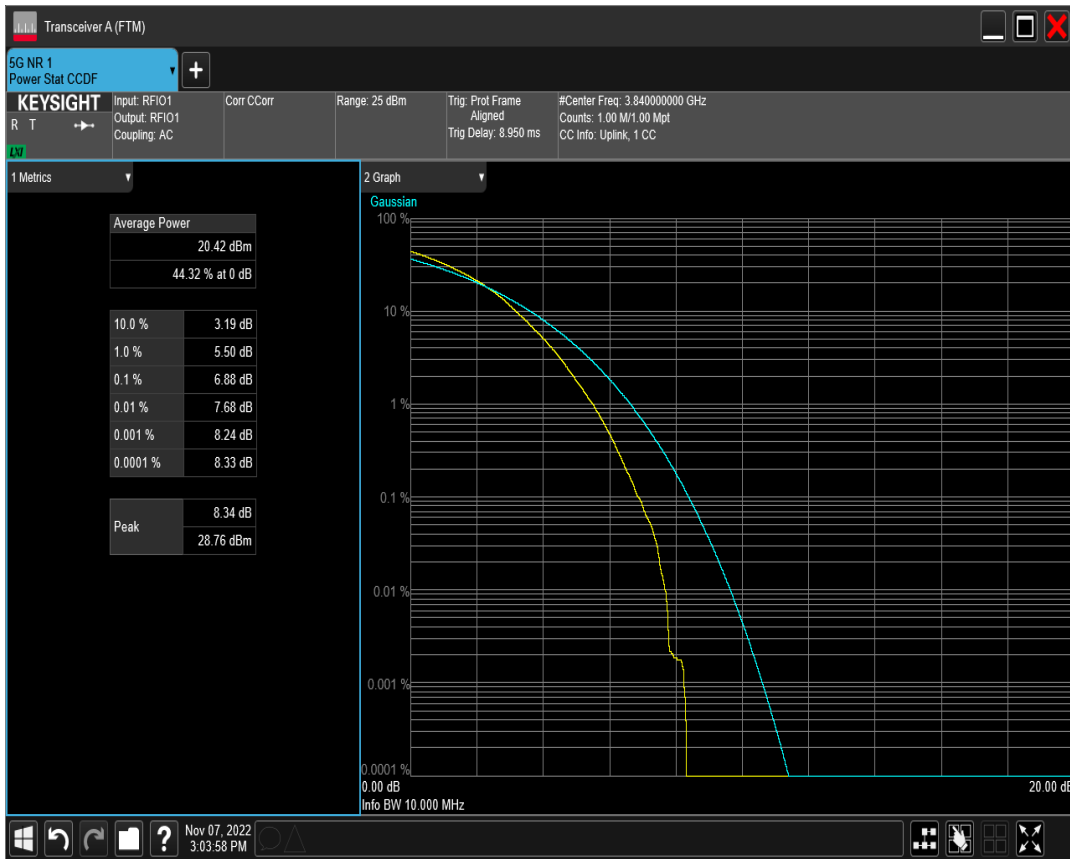 Transceiver A (FTM)
5G NR 1
Power Stat CCDF
+
KEYSIGHT
R T
LXI
Input: RFIO1
Output: RFIO1
Coupling: AC
Corr CCorr
Range: 25 dBm
Trig: Prot Frame
Aligned
Trig Delay: 8.950 ms
#Center Freq: 3.840000000 GHz
Counts: 1.00 M/1.00 Mpt
CC Info: Uplink, 1 CC
1 Metrics
Average Power
20.42 dBm
44.32 % at 0 dB
10.0 % 3.19 dB
1.0 % 5.50 dB
0.1 % 6.88 dB
0.01 % 7.68 dB
0.001 % 8.24 dB
0.0001 % 8.33 dB
Peak
8.34 dB
28.76 dBm
2 Graph
Gaussian
100 %
10 %
1 %
0.1 %
0.01 %
0.001 %
0.0001 %
0.00 dB
20.00 dB
Info BW 10.000 MHz
?
Nov 07, 2022
3:03:58 PM